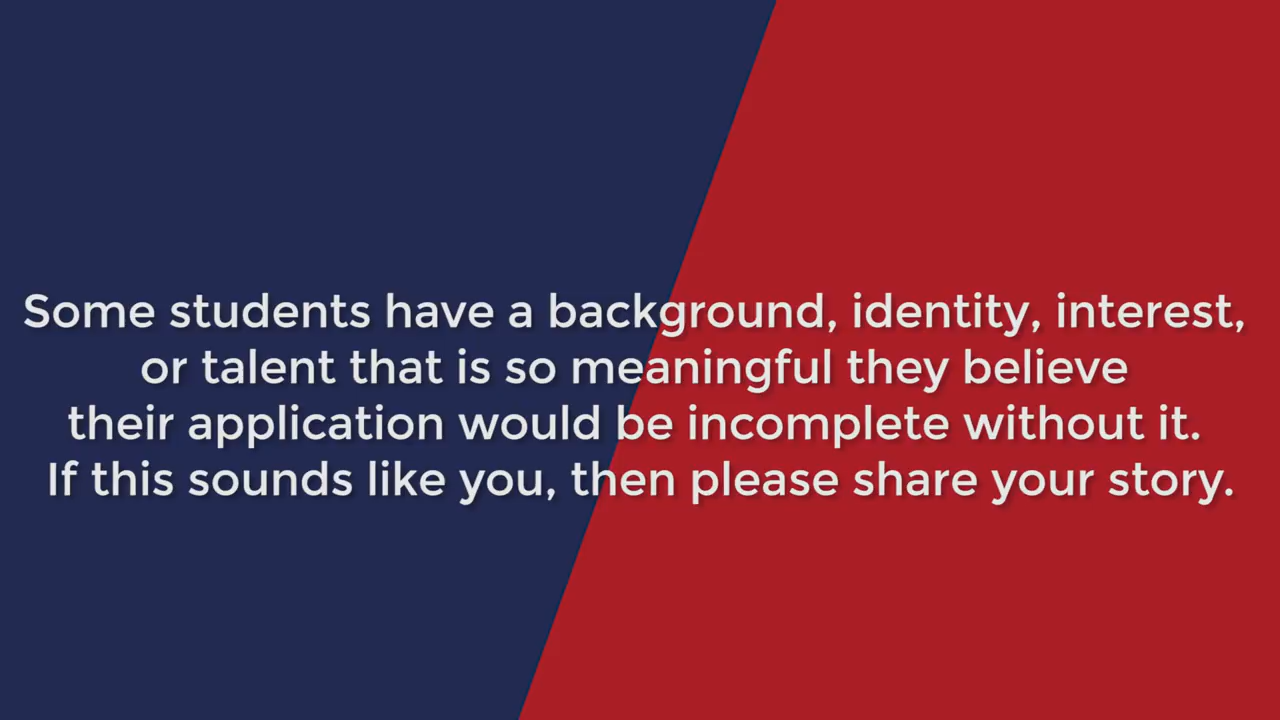 Some students have a background, identity, interest,
or talent that is so meaningful they believe
their application would be incomplete without it.
If this sounds like you, then please share your story.